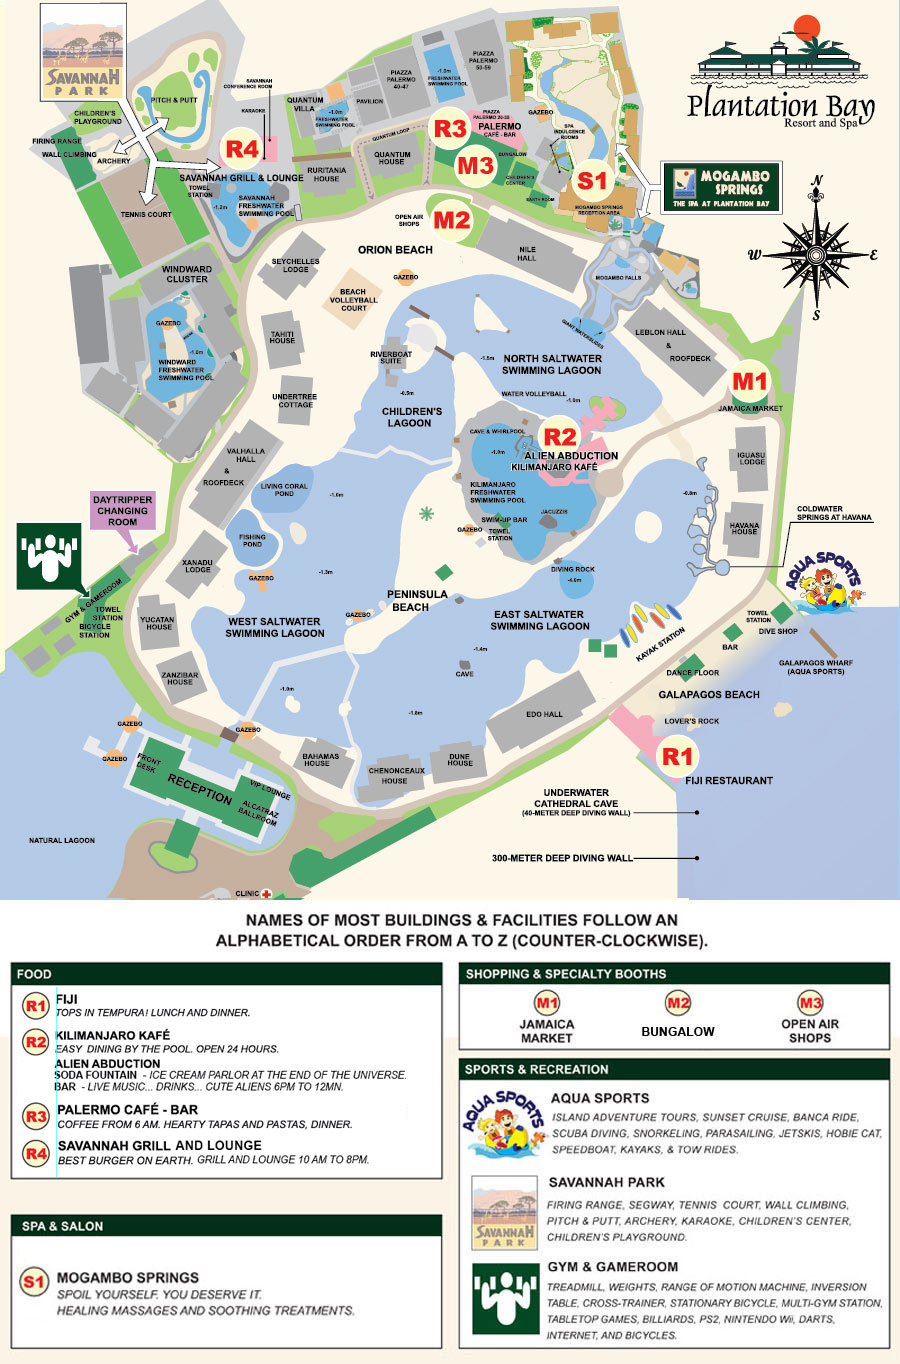 SAVANNAH
PARK
CHILDREN'S
PLAYGROUND
FIRING RANGE
WALL CLIMBING
ARCHERY
PITCH & PUTT
TENNIS COURT
SAVANNAH
CONFERENCE ROOM
KARAOKE
R4
SAVANNAH GRILL & LOUNGE
TOWEL
STATION
-1.2m
SAVANNAH
FRESHWATER
SWIMMING POOL
QUANTUM
VILLA
-1.0m
FRESHWATER
SWIMMING POOL
PAVILION
PIAZZA
PALERMO
40-47
-1.0m
FRESHWATER
SWIMMING POOL
PIAZZA
PALERMO
50-59
QUANTUM LOOP
QUANTUM
HOUSE
RURITANIA
HOUSE
R3
PIAZZA
PALERMO 20-35
PALERMO
CAFÉ - BAR
M3
BUNGALOW
CHILDREN'S
CENTER
EARTH ROOM
GAZEBO
SPA
INDULGENCE
ROOMS
S1
MOGAMBO SPRINGS
RECEPTION AREA
MOGAMBO
SPRINGS
THE SPA AT PLANTATION BAY
Plantation Bay
Resort and Spa
N
W
E
S
OPEN AIR
SHOPS
M2
ORION BEACH
NILE
HALL
MOGAMBO FALLS
GIANT WATERSLIDES
SEYCHELLES
LODGE
GAZEBO
BEACH
VOLLEYBALL
COURT
WINDWARD
CLUSTER
GAZEBO
-1.0m
WINDWARD
FRESHWATER
SWIMMING POOL
TAHITI
HOUSE
RIVERBOAT
SUITE
-0.5m
-1.5m
NORTH SALTWATER
SWIMMING LAGOON
LEBLON HALL
&
ROOFDECK
M1
JAMAICA MARKET
UNDERTREE
COTTAGE
CHILDREN'S
LAGOON
WATER VOLLEYBALL
-1.0m
CAVE & WHIRLPOOL
-1.0m
R2
ALIEN ABDUCTION
KILIMANJARO KAFÉ
KILIMANJARO
FRESHWATER
SWIMMING POOL
JACUZZIS
SWIM-UP BAR
GAZEBO
TOWEL
STATION
VALHALLA
HALL
&
ROOFDECK
LIVING CORAL
POND
-1.0m
IGUASU
LODGE
-0.8m
HAVANA
HOUSE
COLDWATER
SPRINGS AT HAVANA
DAYTRIPPER
CHANGING
ROOM
FISHING
POND
XANADU
LODGE
GAZEBO
-1.3m
DIVING ROCK
-4.0m
AQUA SPORTS
GYM & GAMEROOM
TOWEL
STATION
BICYCLE
STATION
YUCATAN
HOUSE
WEST SALTWATER
SWIMMING LAGOON
GAZEBO
PENINSULA
BEACH
EAST SALTWATER
SWIMMING LAGOON
-1.4m
KAYAK STATION
TOWEL
STATION
DIVE SHOP
BAR
GALAPAGOS WHARF
(AQUA SPORTS)
DANCE FLOOR
GALAPAGOS BEACH
CAVE
ZANZIBAR
HOUSE
-1.0m
-1.8m
EDO HALL
LOVER'S ROCK
R1
FIJI RESTAURANT
GAZEBO
GAZEBO
GAZEBO
FRONT
DESK
RECEPTION
VIP LOUNGE
ALCATRAZ
BALLROOM
BAHAMAS
HOUSE
CHENONCEAUX
HOUSE
DUNE
HOUSE
UNDERWATER
CATHEDRAL CAVE
(40-METER DEEP DIVING WALL)
300-METER DEEP DIVING WALL
NATURAL LAGOON
CLINIC
NAMES OF MOST BUILDINGS & FACILITIES FOLLOW AN
ALPHABETICAL ORDER FROM A TO Z (COUNTER-CLOCKWISE).
FOOD
R1 FIJI
TOPS IN TEMPURA! LUNCH AND DINNER.
R2 KILIMANJARO KAFÉ
EASY DINING BY THE POOL. OPEN 24 HOURS.
ALIEN ABDUCTION
SODA FOUNTAIN - ICE CREAM PARLOR AT THE END OF THE UNIVERSE.
BAR - LIVE MUSIC... DRINKS... CUTE ALIENS 6PM TO 12MN.
R3 PALERMO CAFÉ - BAR
COFFEE FROM 6 AM. HEARTY TAPAS AND PASTAS, DINNER.
R4 SAVANNAH GRILL AND LOUNGE
BEST BURGER ON EARTH. GRILL AND LOUNGE 10 AM TO 8PM.
SPA & SALON
S1 MOGAMBO SPRINGS
SPOIL YOURSELF. YOU DESERVE IT.
HEALING MASSAGES AND SOOTHING TREATMENTS.
SHOPPING & SPECIALTY BOOTHS
M1 M2 M3
JAMAICA
MARKET
BUNGALOW
OPEN AIR
SHOPS
SPORTS & RECREATION
AQUA SPORTS
AQUA SPORTS
ISLAND ADVENTURE TOURS, SUNSET CRUISE, BANCA RIDE,
SCUBA DIVING, SNORKELING, PARASAILING, JETSKIS, HOBIE CAT,
SPEEDBOAT, KAYAKS, & TOW RIDES.
SAVANNAH
PARK
SAVANNAH PARK
FIRING RANGE, SEGWAY, TENNIS COURT, WALL CLIMBING,
PITCH & PUTT, ARCHERY, KARAOKE, CHILDREN'S CENTER,
CHILDREN'S PLAYGROUND.
GYM & GAMEROOM
TREADMILL, WEIGHTS, RANGE OF MOTION MACHINE, INVERSION
TABLE, CROSS-TRAINER, STATIONARY BICYCLE, MULTI-GYM STATION,
TABLETOP GAMES, BILLIARDS, PS2, NINTENDO Wii, DARTS,
INTERNET, AND BICYCLES.